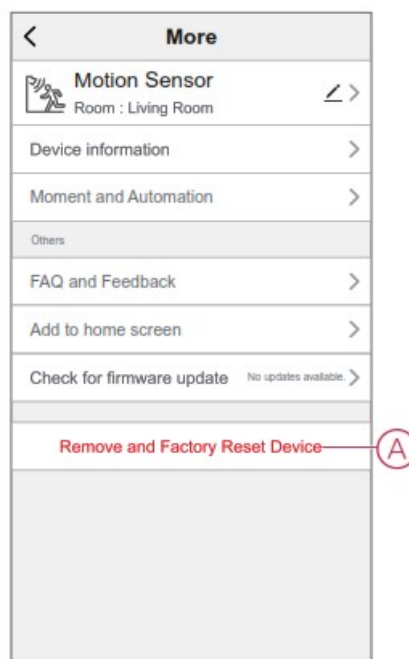 More
Motion Sensor
Room : Living Room
Device information
Moment and Automation
Others
FAQ and Feedback
Add to home screen
Check for firmware update No updates available.
Remove and Factory Reset Device
A